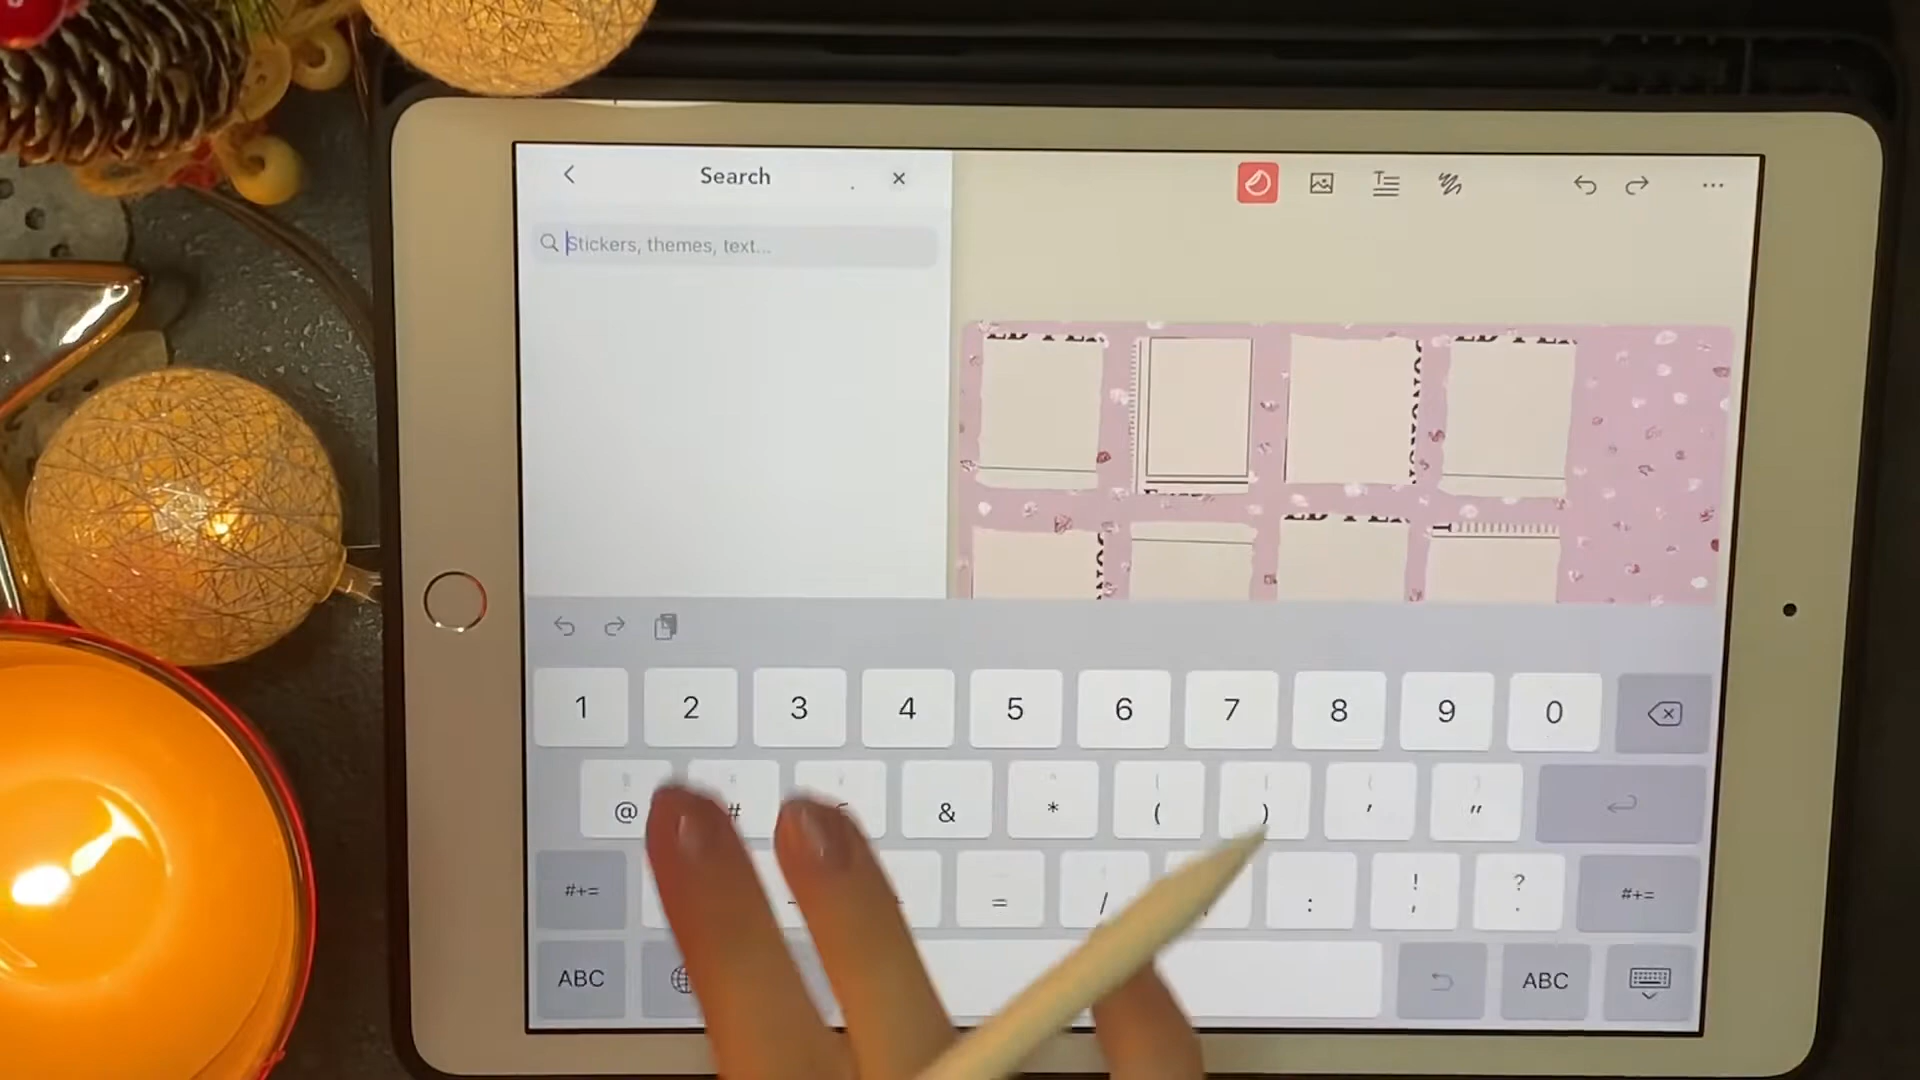 Search
Stickers, themes, text...
1 2 3 4 5 6 7 8 9 0
@ # & * ( ) ' "
#+= = / : ! , ? . #+=
ABC ABC